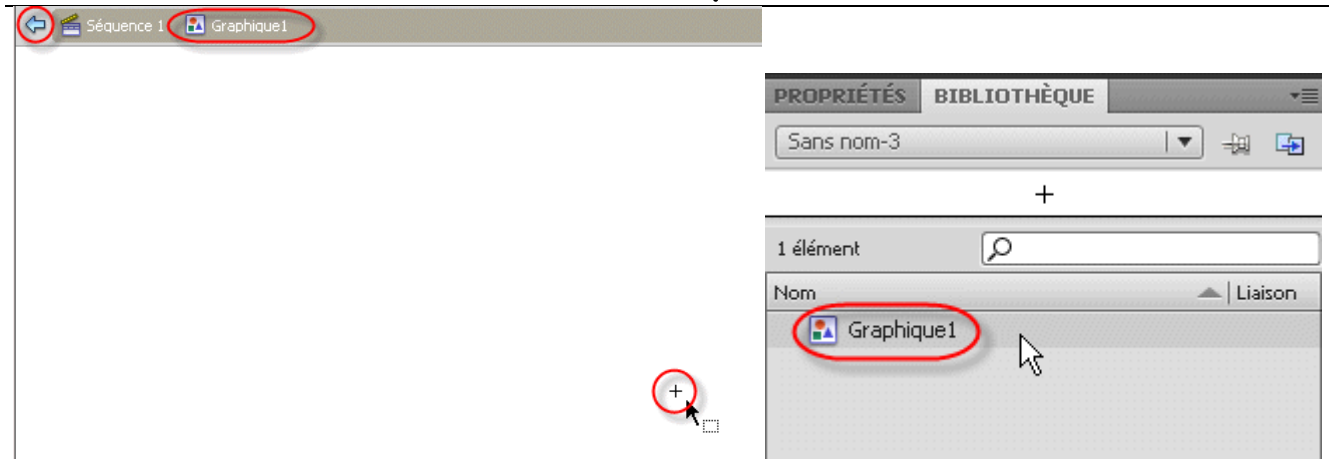 Séquence 1 Graphique1
PROPRIÉTÉS BIBLIOTHÈQUE
Sans nom-3
1 élément
Nom Liaison
Graphique1